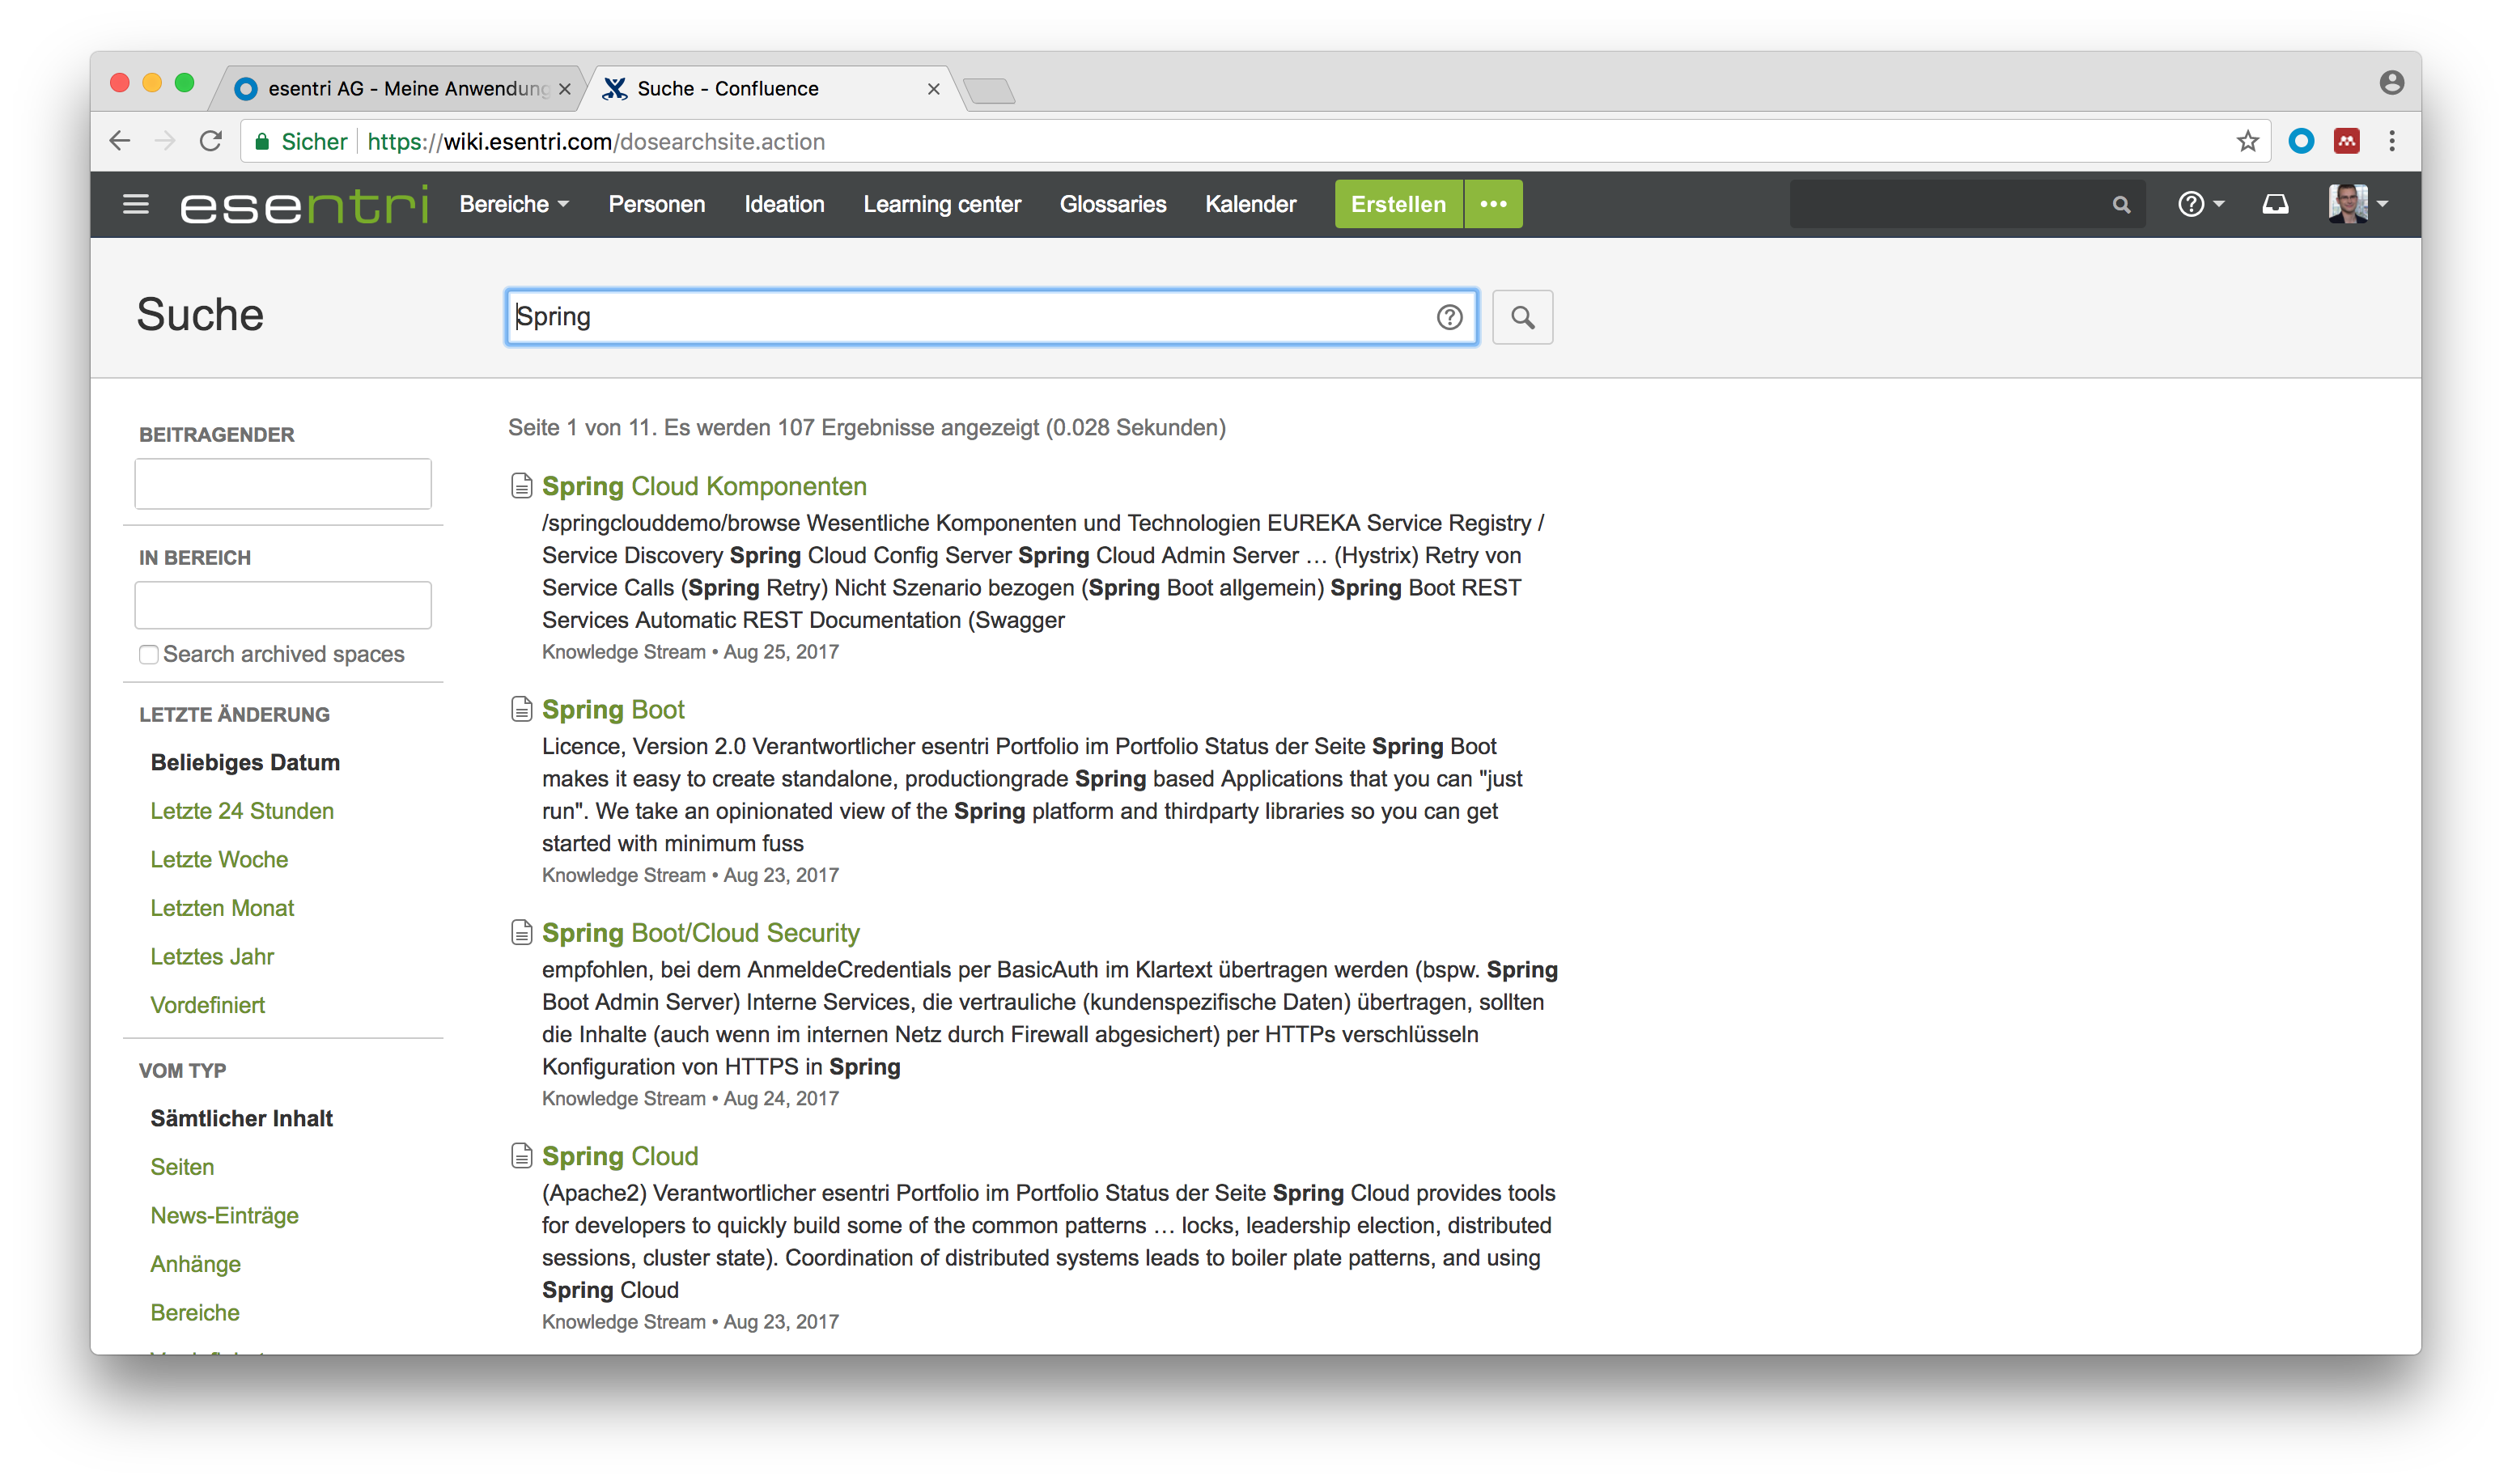 esentri AG - Meine Anwendung
Suche - Confluence
Sicher https://wiki.esentri.com/dosearchsite.action
esentri Bereiche Personen Ideation Learning center Glossaries Kalender Erstellen
Suche
Spring
BEITRAGENDER
IN BEREICH
Search archived spaces
LETZTE ÄNDERUNG
Beliebiges Datum
Letzte 24 Stunden
Letzte Woche
Letzten Monat
Letztes Jahr
Vordefiniert
VOM TYP
Sämtlicher Inhalt
Seiten
News-Einträge
Anhänge
Bereiche
Seite 1 von 11. Es werden 107 Ergebnisse angezeigt (0.028 Sekunden)
Spring Cloud Komponenten
/springclouddemo/browse Wesentliche Komponenten und Technologien EUREKA Service Registry /
Service Discovery Spring Cloud Config Server Spring Cloud Admin Server … (Hystrix) Retry von
Service Calls (Spring Retry) Nicht Szenario bezogen (Spring Boot allgemein) Spring Boot REST
Services Automatic REST Documentation (Swagger
Knowledge Stream • Aug 25, 2017
Spring Boot
Licence, Version 2.0 Verantwortlicher esentri Portfolio im Portfolio Status der Seite Spring Boot
makes it easy to create standalone, productiongrade Spring based Applications that you can "just
run". We take an opinionated view of the Spring platform and thirdparty libraries so you can get
started with minimum fuss
Knowledge Stream • Aug 23, 2017
Spring Boot/Cloud Security
empfohlen, bei dem AnmeldeCredentials per BasicAuth im Klartext übertragen werden (bspw. Spring
Boot Admin Server) Interne Services, die vertrauliche (kundenspezifische Daten) übertragen, sollten
die Inhalte (auch wenn im internen Netz durch Firewall abgesichert) per HTTPs verschlüsseln
Konfiguration von HTTPS in Spring
Knowledge Stream • Aug 24, 2017
Spring Cloud
(Apache2) Verantwortlicher esentri Portfolio im Portfolio Status der Seite Spring Cloud provides tools
for developers to quickly build some of the common patterns … locks, leadership election, distributed
sessions, cluster state). Coordination of distributed systems leads to boiler plate patterns, and using
Spring Cloud
Knowledge Stream • Aug 23, 2017